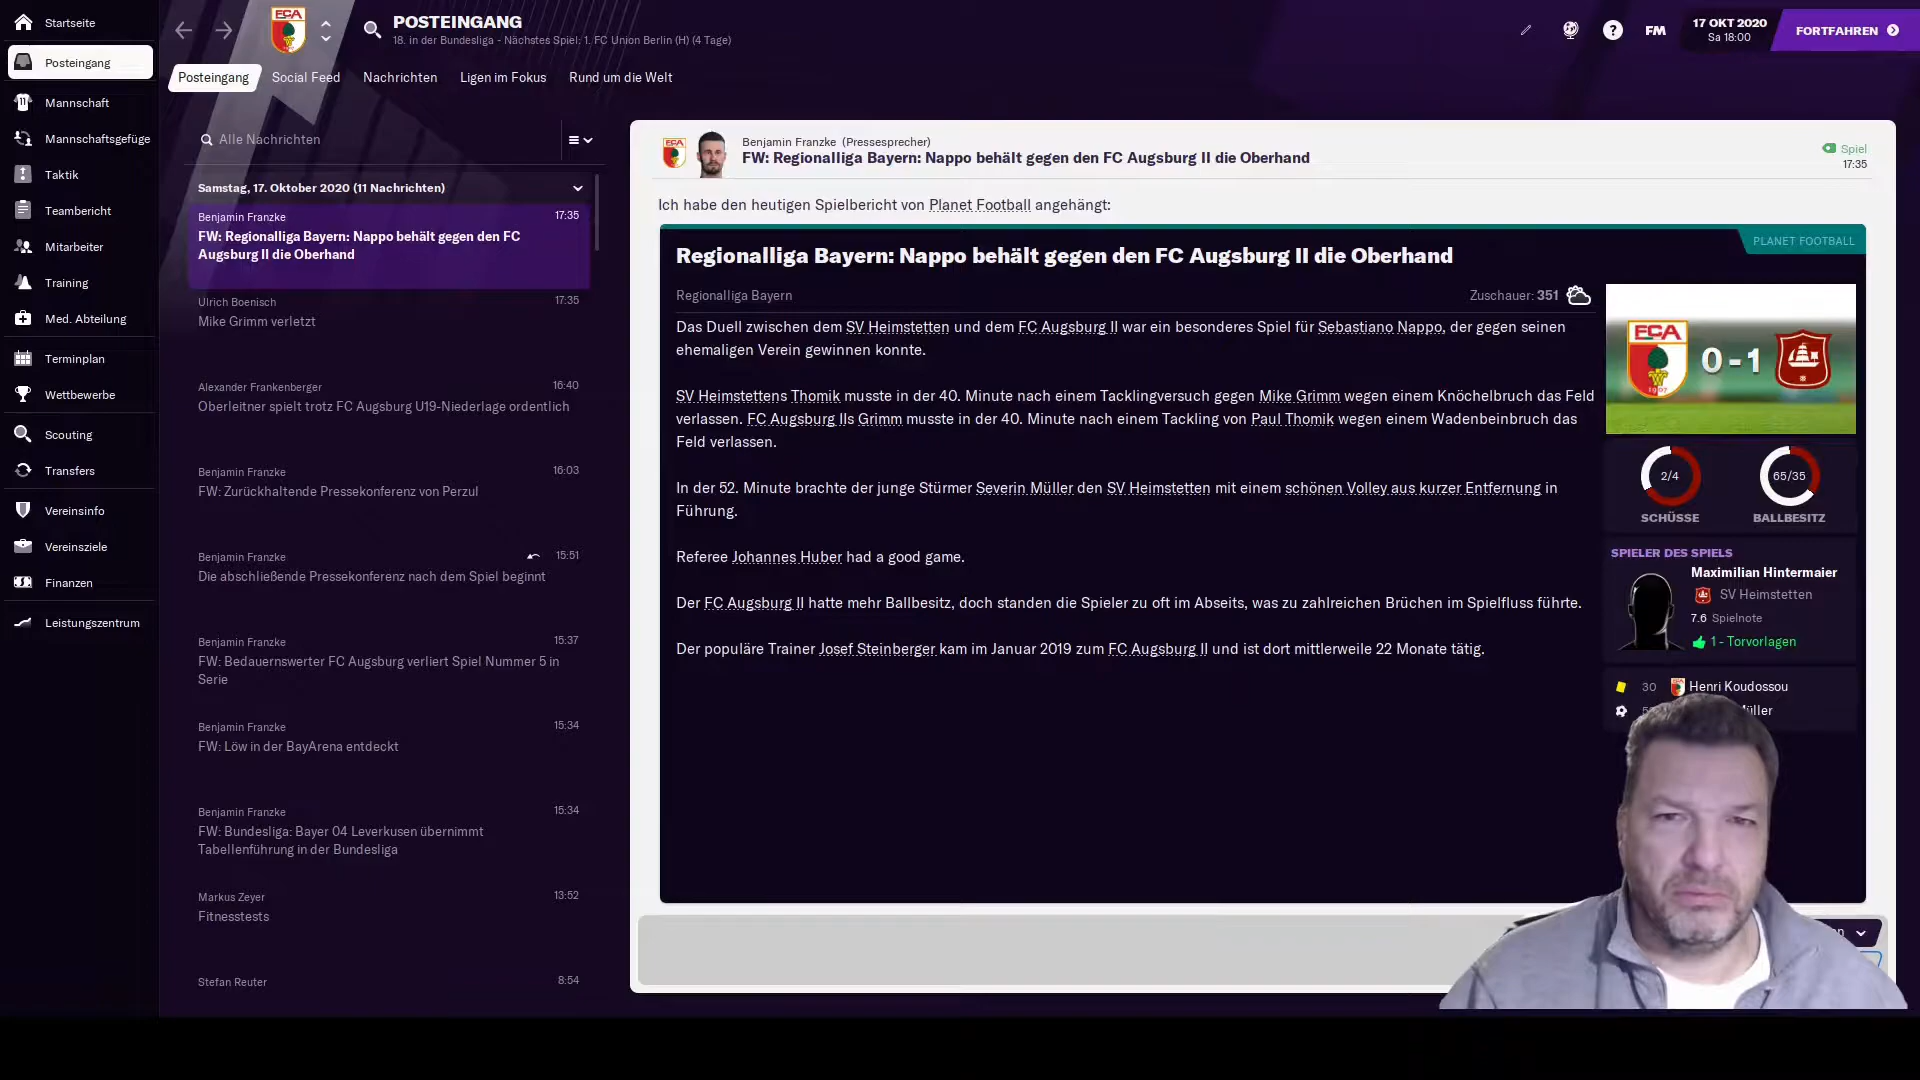 Startseite
Posteingang
Mannschaft
Mannschaftsgefüge
Taktik
Teambericht
Mitarbeiter
Training
Med. Abteilung
Terminplan
Wettbewerbe
Scouting
Transfers
Vereinsinfo
Vereinsziele
Finanzen
Leistungszentrum
POSTEINGANG
18. in der Bundesliga - Nächstes Spiel: 1. FC Union Berlin (H) (4 Tage)
FM
17 OKT 2020
Sa 18:00
FORTFAHREN
Posteingang Social Feed Nachrichten Ligen im Fokus Rund um die Welt
Alle Nachrichten
Samstag, 17. Oktober 2020 (11 Nachrichten)
Benjamin Franzke 17:35
FW: Regionalliga Bayern: Nappo behält gegen den FC
Augsburg II die Oberhand
Ulrich Boenisch 17:35
Mike Grimm verletzt
Alexander Frankenberger 16:40
Oberleitner spielt trotz FC Augsburg U19-Niederlage ordentlich
Benjamin Franzke 16:03
FW: Zurückhaltende Pressekonferenz von Perzul
Benjamin Franzke 15:51
Die abschließende Pressekonferenz nach dem Spiel beginnt
Benjamin Franzke 15:37
FW: Bedauernswerter FC Augsburg verliert Spiel Nummer 5 in
Serie
Benjamin Franzke 15:34
FW: Löw in der BayArena entdeckt
Benjamin Franzke 15:34
FW: Bundesliga: Bayer 04 Leverkusen übernimmt
Tabellenführung in der Bundesliga
Markus Zeyer 13:52
Fitnesstests
Stefan Reuter 8:54
Benjamin Franzke (Pressesprecher)
FW: Regionalliga Bayern: Nappo behält gegen den FC Augsburg II die Oberhand
Spiel
17:35
Ich habe den heutigen Spielbericht von Planet Football angehängt:
PLANET FOOTBALL
Regionalliga Bayern: Nappo behält gegen den FC Augsburg II die Oberhand
Regionalliga Bayern Zuschauer: 351
Das Duell zwischen dem SV Heimstetten und dem FC Augsburg II war ein besonderes Spiel für Sebastiano Nappo, der gegen seinen
ehemaligen Verein gewinnen konnte.
SV Heimstettens Thomik musste in der 40. Minute nach einem Tacklingversuch gegen Mike Grimm wegen einem Knöchelbruch das Feld
verlassen. FC Augsburg IIs Grimm musste in der 40. Minute nach einem Tackling von Paul Thomik wegen einem Wadenbeinbruch das
Feld verlassen.
In der 52. Minute brachte der junge Stürmer Severin Müller den SV Heimstetten mit einem schönen Volley aus kurzer Entfernung in
Führung.
Referee Johannes Huber had a good game.
Der FC Augsburg II hatte mehr Ballbesitz, doch standen die Spieler zu oft im Abseits, was zu zahlreichen Brüchen im Spielfluss führte.
Der populäre Trainer Josef Steinberger kam im Januar 2019 zum FC Augsburg II und ist dort mittlerweile 22 Monate tätig.
FCA
1907
0 - 1
2/4
65/35
SCHÜSSE BALLBESITZ
SPIELER DES SPIELS
Maximilian Hintermaier
SV Heimstetten
7.6 Spielnote
1 - Torvorlagen
30 Henri Koudossou